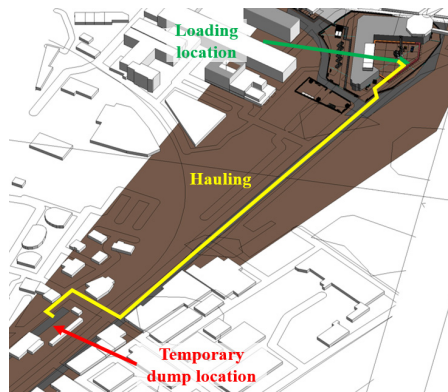 Loading
location
Hauling
Temporary
dump location